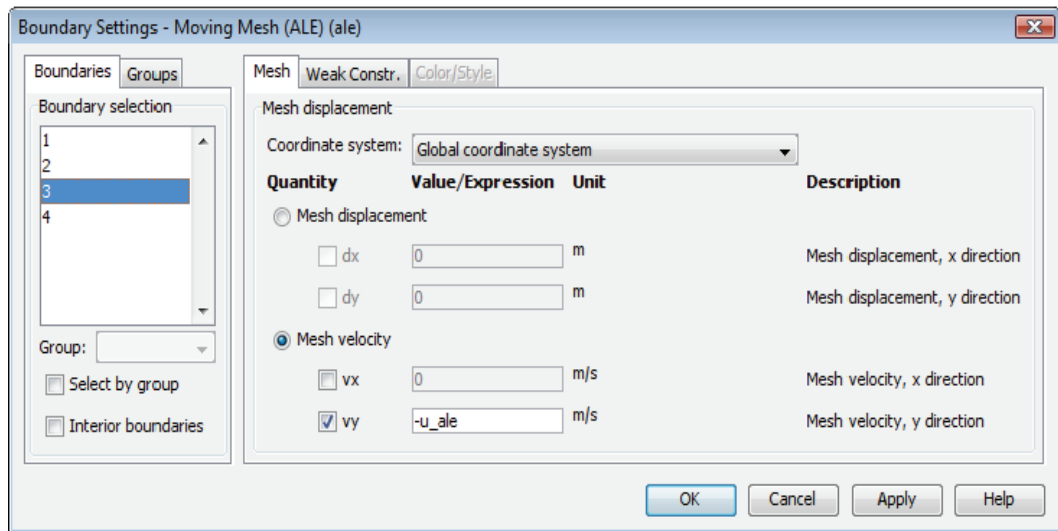 Boundary Settings - Moving Mesh (ALE) (ale)
Boundaries Groups
Boundary selection
1
2
3
4
Group:
Select by group
Interior boundaries
Mesh Weak Constr. Color/Style
Mesh displacement
Coordinate system: Global coordinate system
Quantity Value/Expression Unit Description
Mesh displacement
dx 0 m Mesh displacement, x direction
dy 0 m Mesh displacement, y direction
Mesh velocity
vx 0 m/s Mesh velocity, x direction
vy -u_ale m/s Mesh velocity, y direction
OK Cancel Apply Help